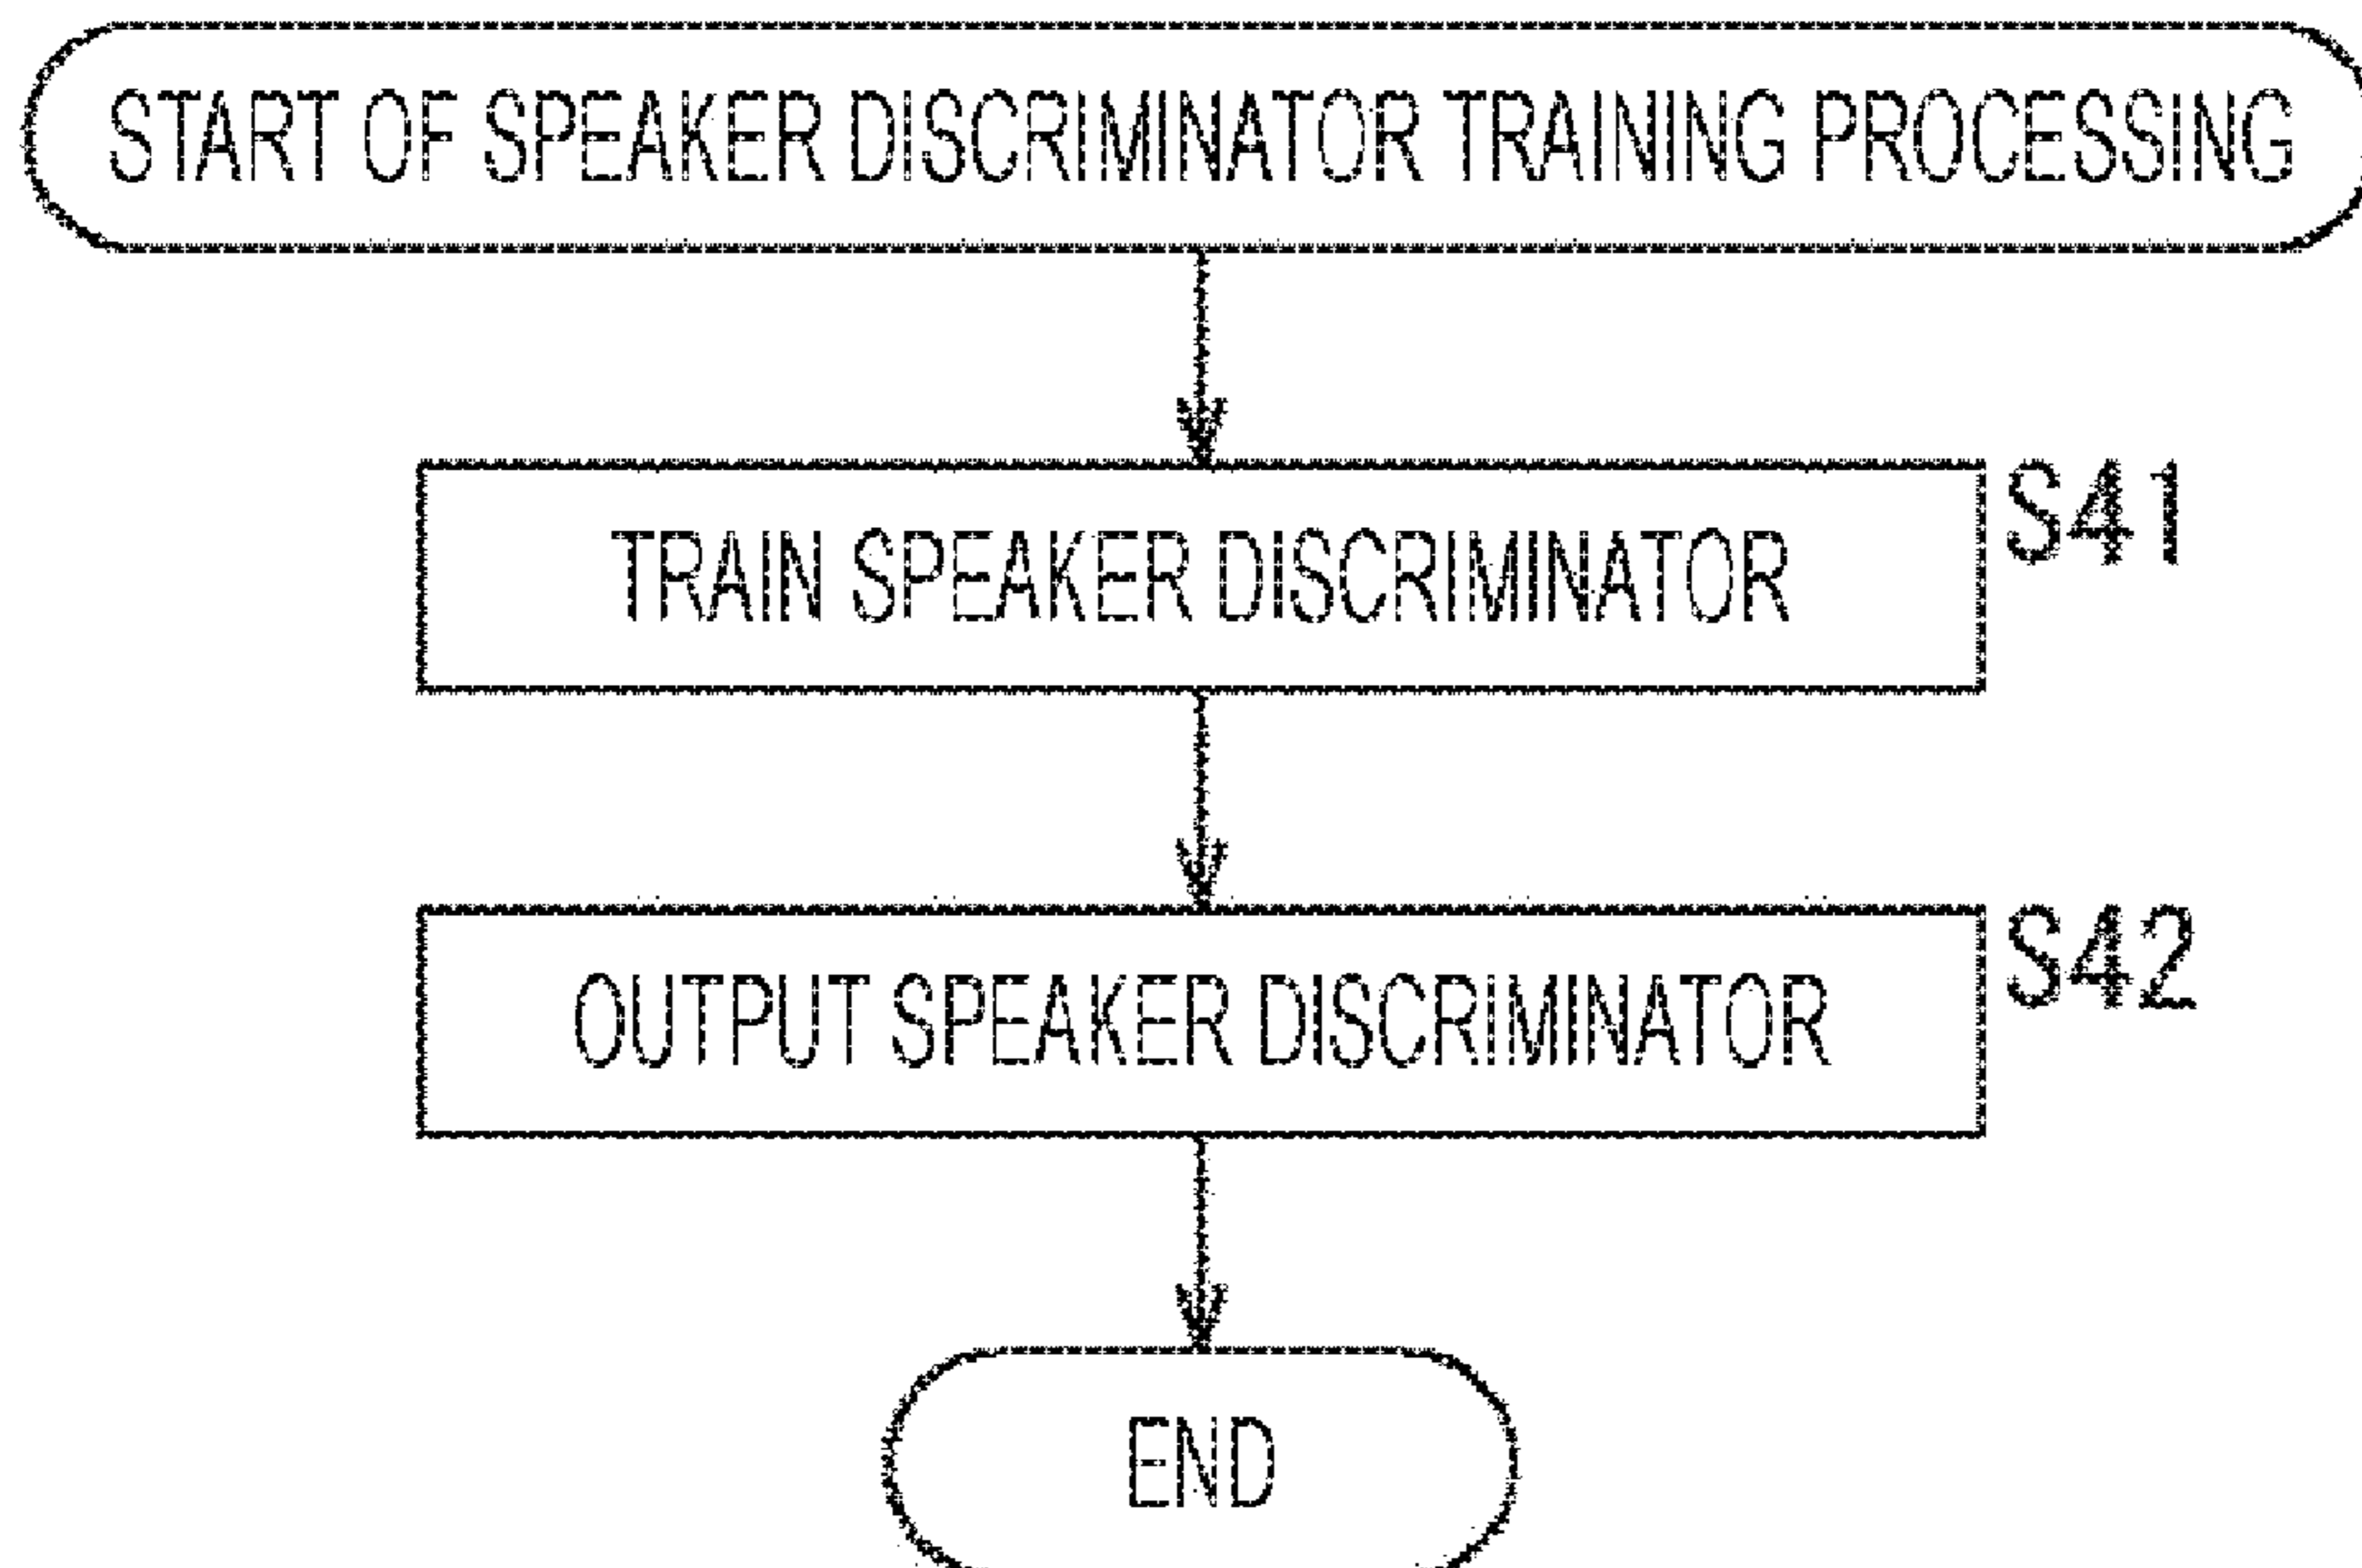 START OF SPEAKER DISCRIMINATOR TRAINING PROCESSING
TRAIN SPEAKER DISCRIMINATOR
S41
OUTPUT SPEAKER DISCRIMINATOR
S42
END